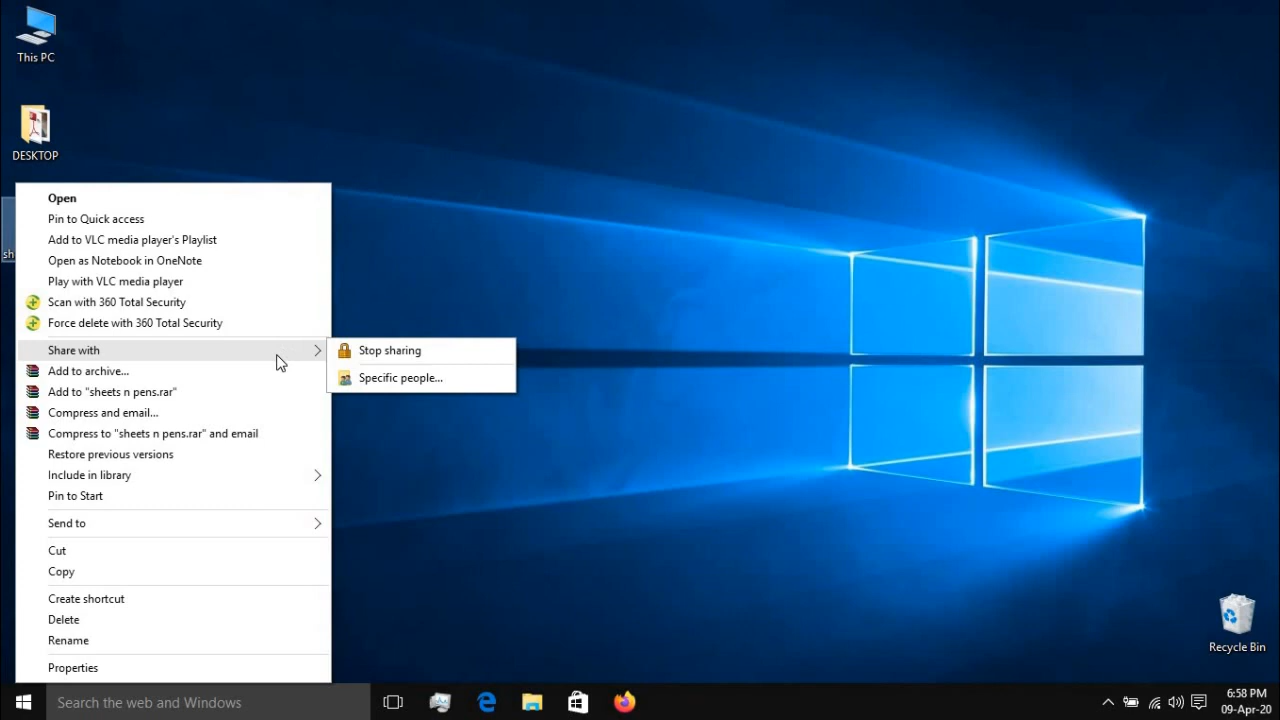 This PC
DESKTOP
sh
Open
Pin to Quick access
Add to VLC media player's Playlist
Open as Notebook in OneNote
Play with VLC media player
Scan with 360 Total Security
Force delete with 360 Total Security
Share with
Stop sharing
Specific people...
Add to archive...
Add to "sheets n pens.rar"
Compress and email...
Compress to "sheets n pens.rar" and email
Restore previous versions
Include in library
Pin to Start
Send to
Cut
Copy
Create shortcut
Delete
Rename
Properties
Recycle Bin
Search the web and Windows
6:58 PM
09-Apr-20